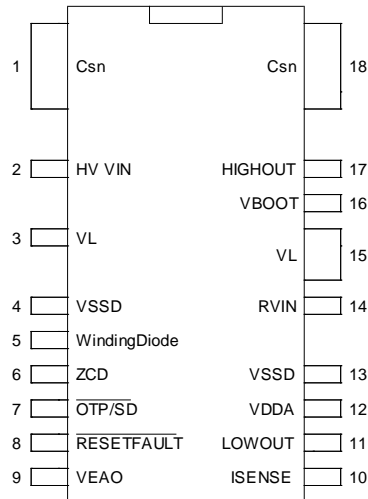 1 Csn Csn 18
2 HV VIN HIGHOUT 17
VBOOT 16
3 VL VL 15
4 VSSD RVIN 14
5 WindingDiode
6 ZCD VSSD 13
7 OTP/SD VDDA 12
8 RESETFAULT LOWOUT 11
9 VEAO ISENSE 10